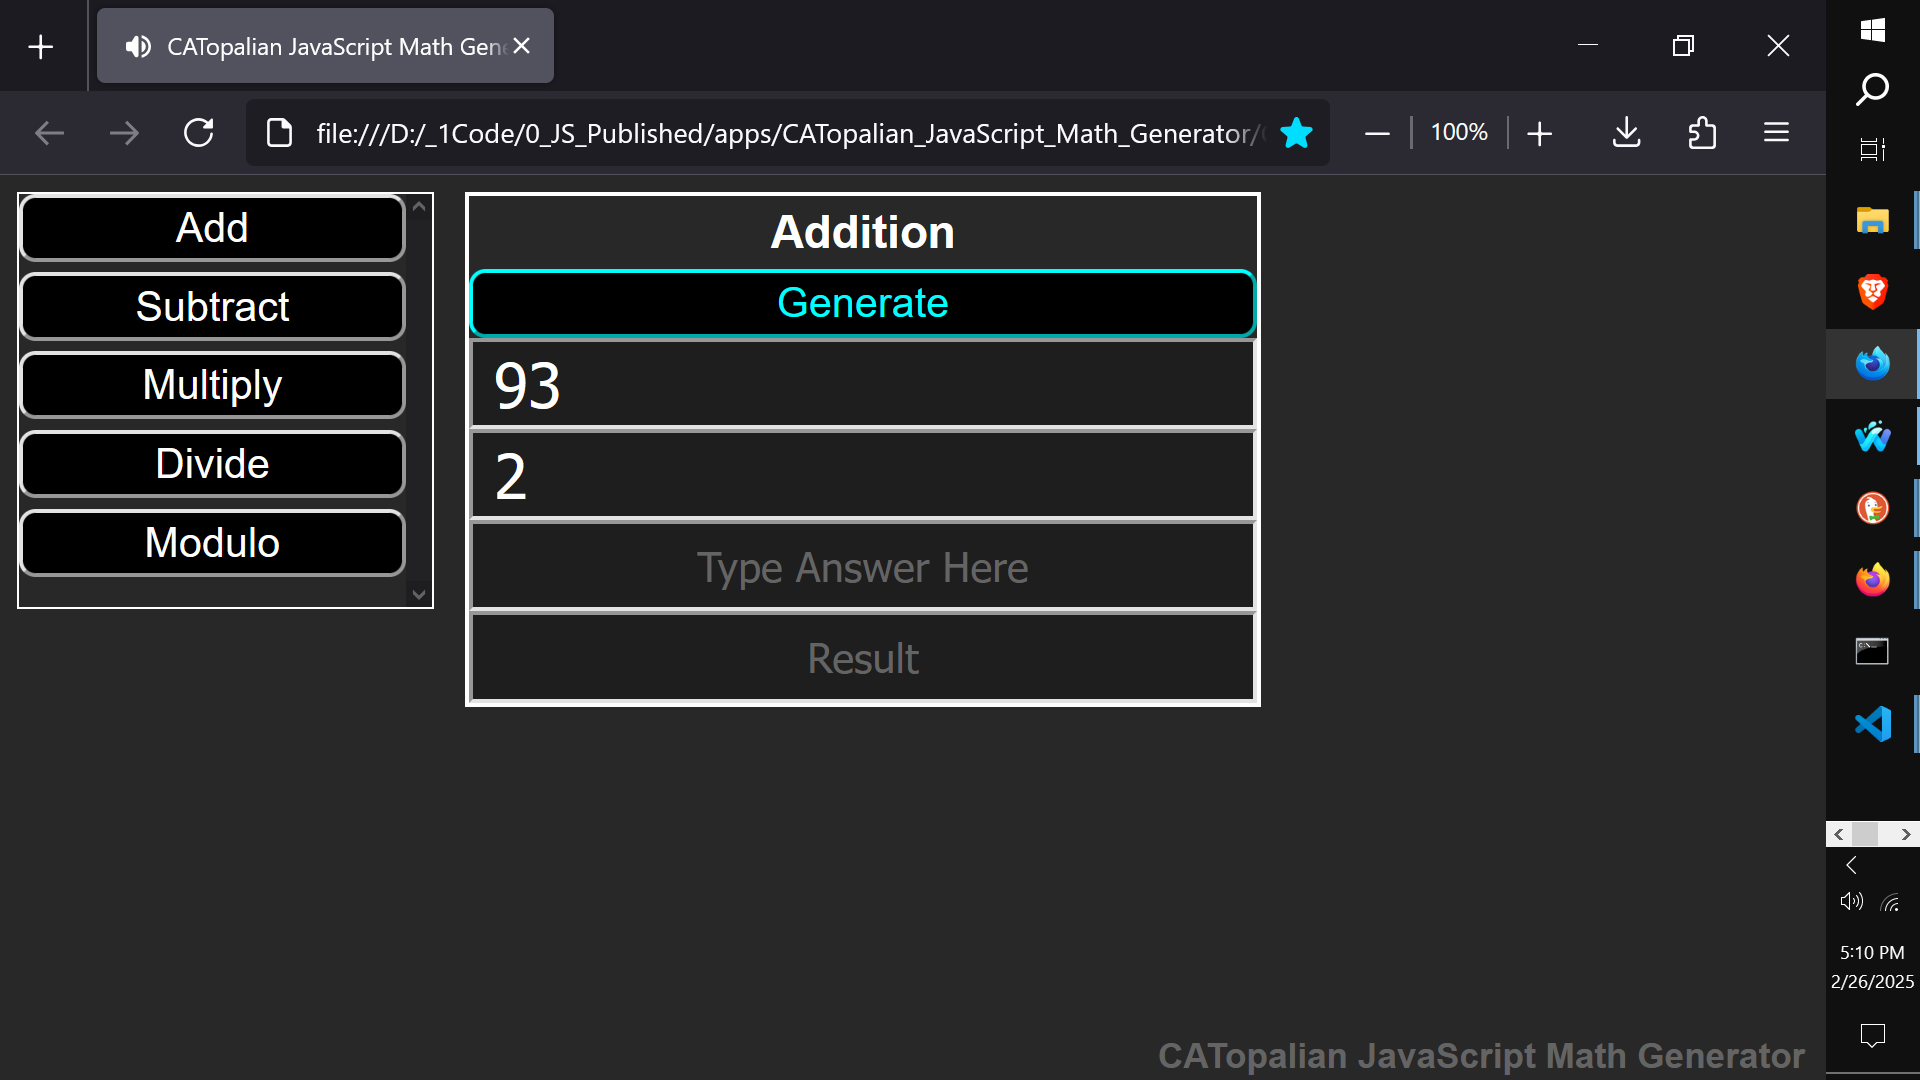 CATopalian JavaScript Math Gen
file:///D:/_1Code/0_JS_Published/apps/CATopalian_JavaScript_Math_Generator/
100%
Add
Subtract
Multiply
Divide
Modulo
Addition
Generate
93
2
Type Answer Here
Result
5:10 PM
2/26/2025
CATopalian JavaScript Math Generator